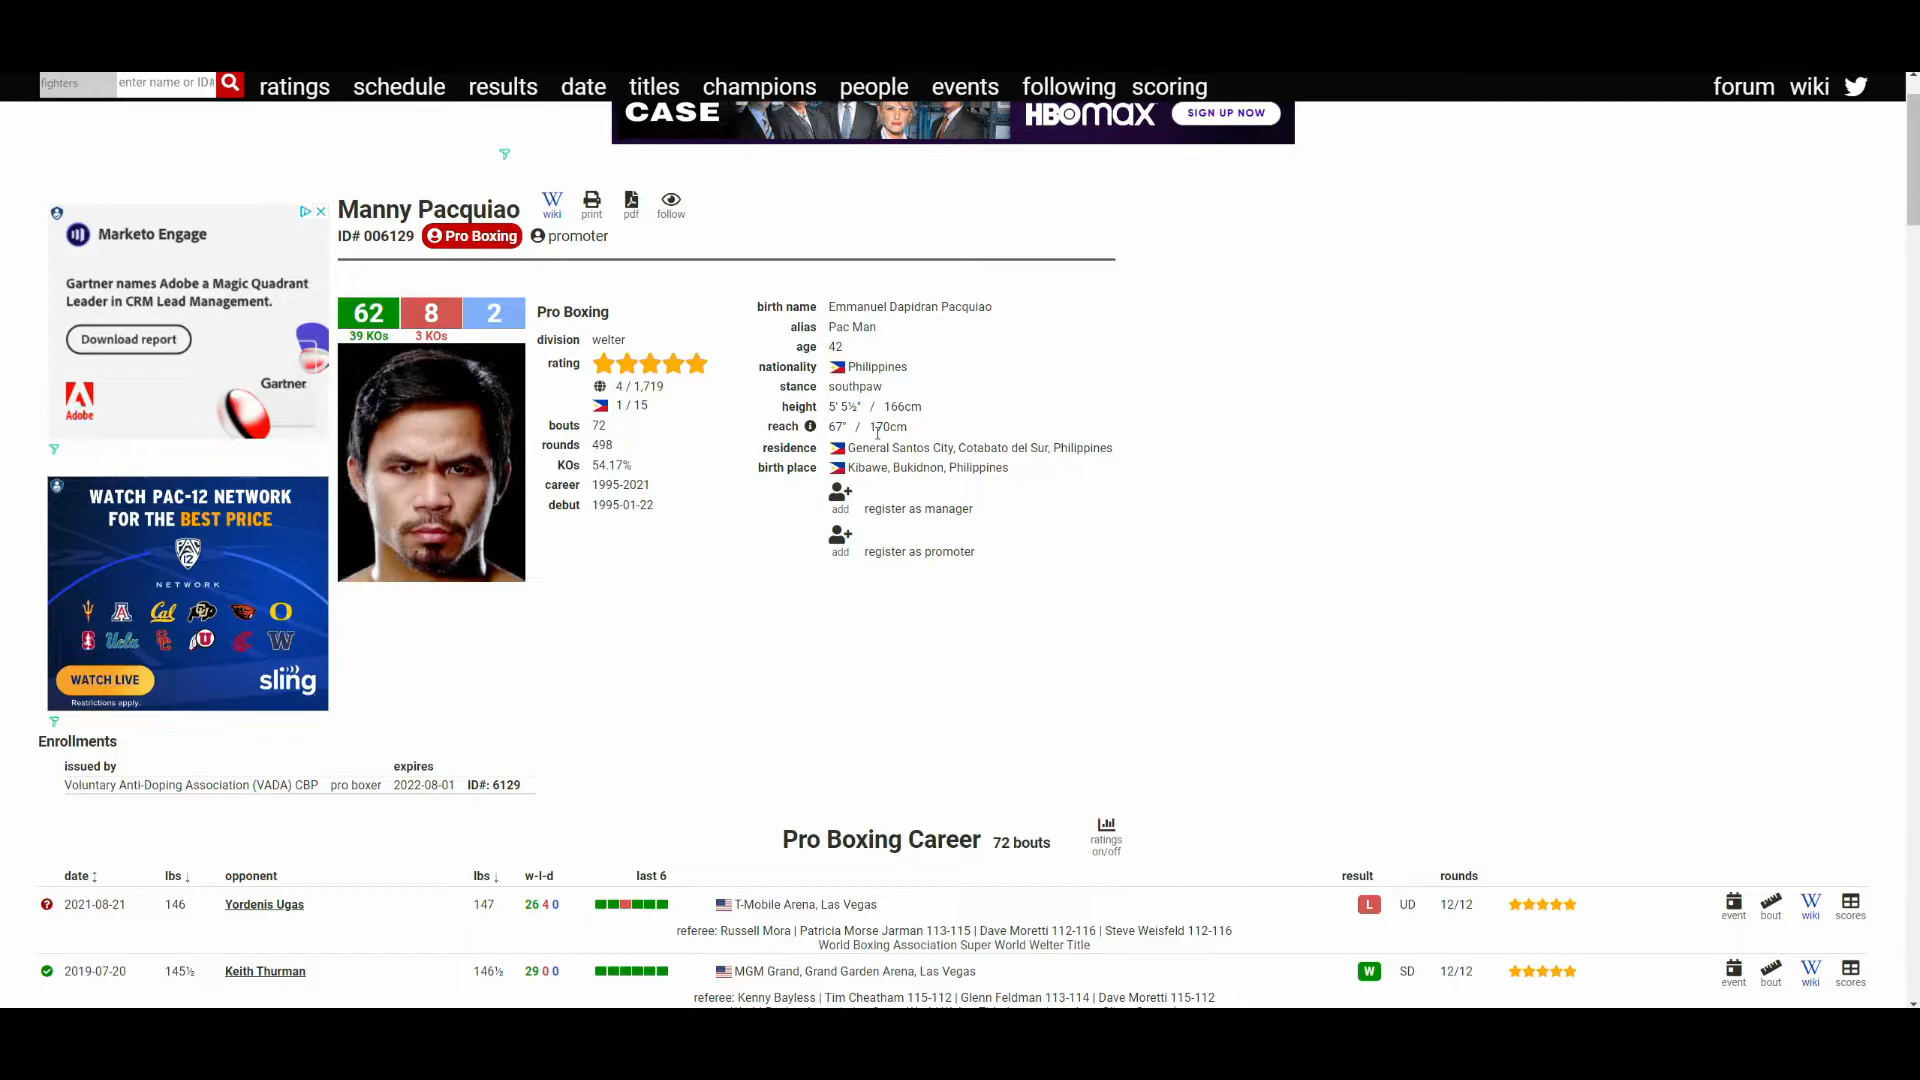 fighters enter name or ID# ratings schedule results date titles champions people events following scoring forum wiki
CASE HBOMAX SIGN UP NOW
Marketo Engage
Gartner names Adobe a Magic Quadrant
Leader in CRM Lead Management.
Download report
Gartner
Adobe
WATCH PAC-12 NETWORK
FOR THE BEST PRICE
PAC
12
NETWORK
Cal
Ucla
WATCH LIVE
sling
Restrictions apply.
Manny Pacquiao wiki print pdf follow
ID# 006129 Pro Boxing promoter
62 8 2
39 KOs 3 KOs
Pro Boxing
division welter
rating
4 / 1,719
1 / 15
bouts 72
rounds 498
KOs 54.17%
career 1995-2021
debut 1995-01-22
birth name Emmanuel Dapidran Pacquiao
alias Pac Man
age 42
nationality Philippines
stance southpaw
height 5' 5½" / 166cm
reach 67" / 170cm
residence General Santos City, Cotabato del Sur, Philippines
birth place Kibawe, Bukidnon, Philippines
add register as manager
add register as promoter
Enrollments
issued by expires
Voluntary Anti-Doping Association (VADA) CBP pro boxer 2022-08-01 ID#: 6129
Pro Boxing Career 72 bouts ratings on/off
date lbs opponent lbs w-l-d last 6 result rounds
2021-08-21 146 Yordenis Ugas 147 26 4 0 T-Mobile Arena, Las Vegas L UD 12/12 event bout wiki scores
referee: Russell Mora | Patricia Morse Jarman 113-115 | Dave Moretti 112-116 | Steve Weisfeld 112-116
World Boxing Association Super World Welter Title
2019-07-20 145½ Keith Thurman 146½ 29 0 0 MGM Grand, Grand Garden Arena, Las Vegas W SD 12/12 event bout wiki scores
referee: Kenny Bayless | Tim Cheatham 115-112 | Glenn Feldman 113-114 | Dave Moretti 115-112